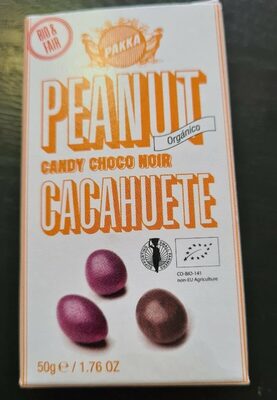 BIO &
FAIR
PAKKA
PEANUT
Orgánico
CANDY CHOCO NOIR
CACAHUETE
CO-BIO-141
non-EU Agriculture
50g e / 1.76 OZ